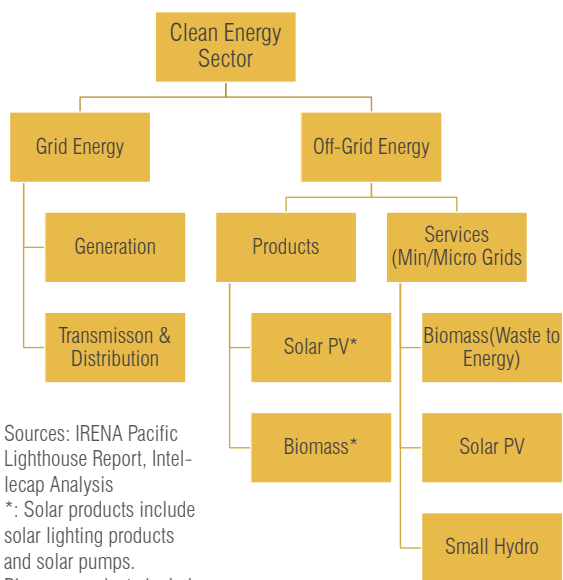 Clean Energy
Sector
Grid Energy
Off-Grid Energy
Generation
Products
Services
(Min/Micro Grids
Transmisson &
Distribution
Solar PV*
Biomass(Waste to
Energy)
Biomass*
Solar PV
Small Hydro
Sources: IRENA Pacific
Lighthouse Report, Intel-
lecap Analysis
*: Solar products include
solar lighting products
and solar pumps.